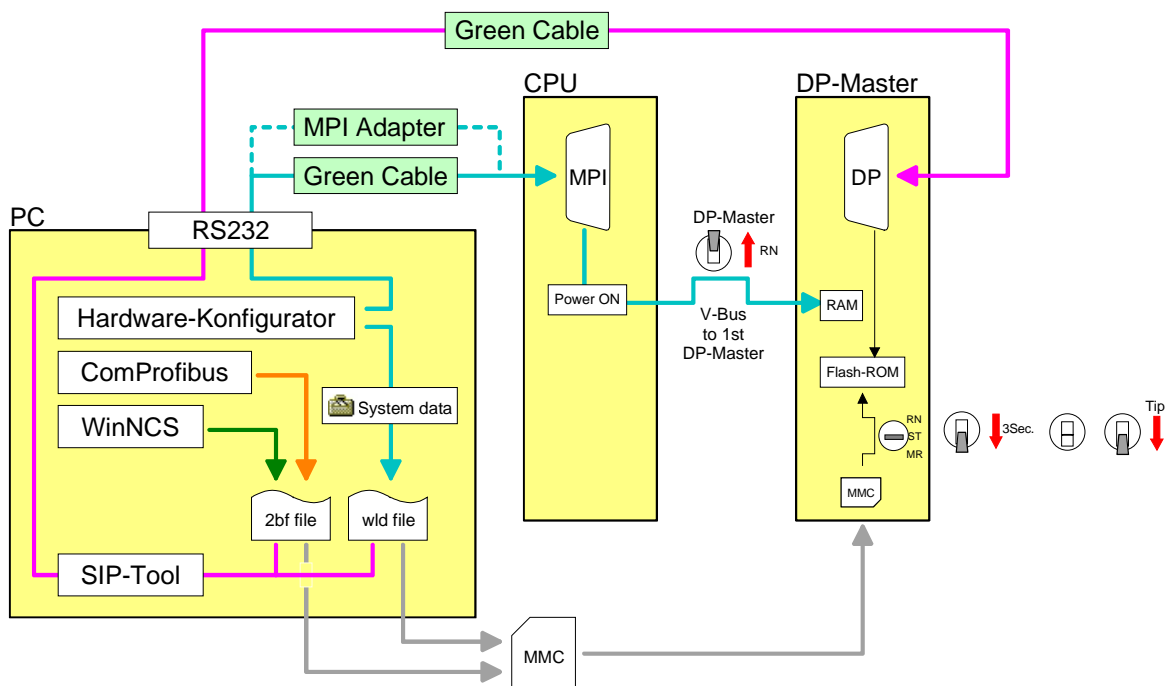 Green Cable
CPU
DP-Master
MPI Adapter
Green Cable
MPI
DP
PC
RS232
DP-Master
RN
Hardware-Konfigurator
Power ON
RAM
V-Bus
to 1st
DP-Master
ComProfibus
Flash-ROM
System data
WinNCS
RN
ST
MR
3Sec.
Tip
MMC
2bf file
wld file
SIP-Tool
MMC